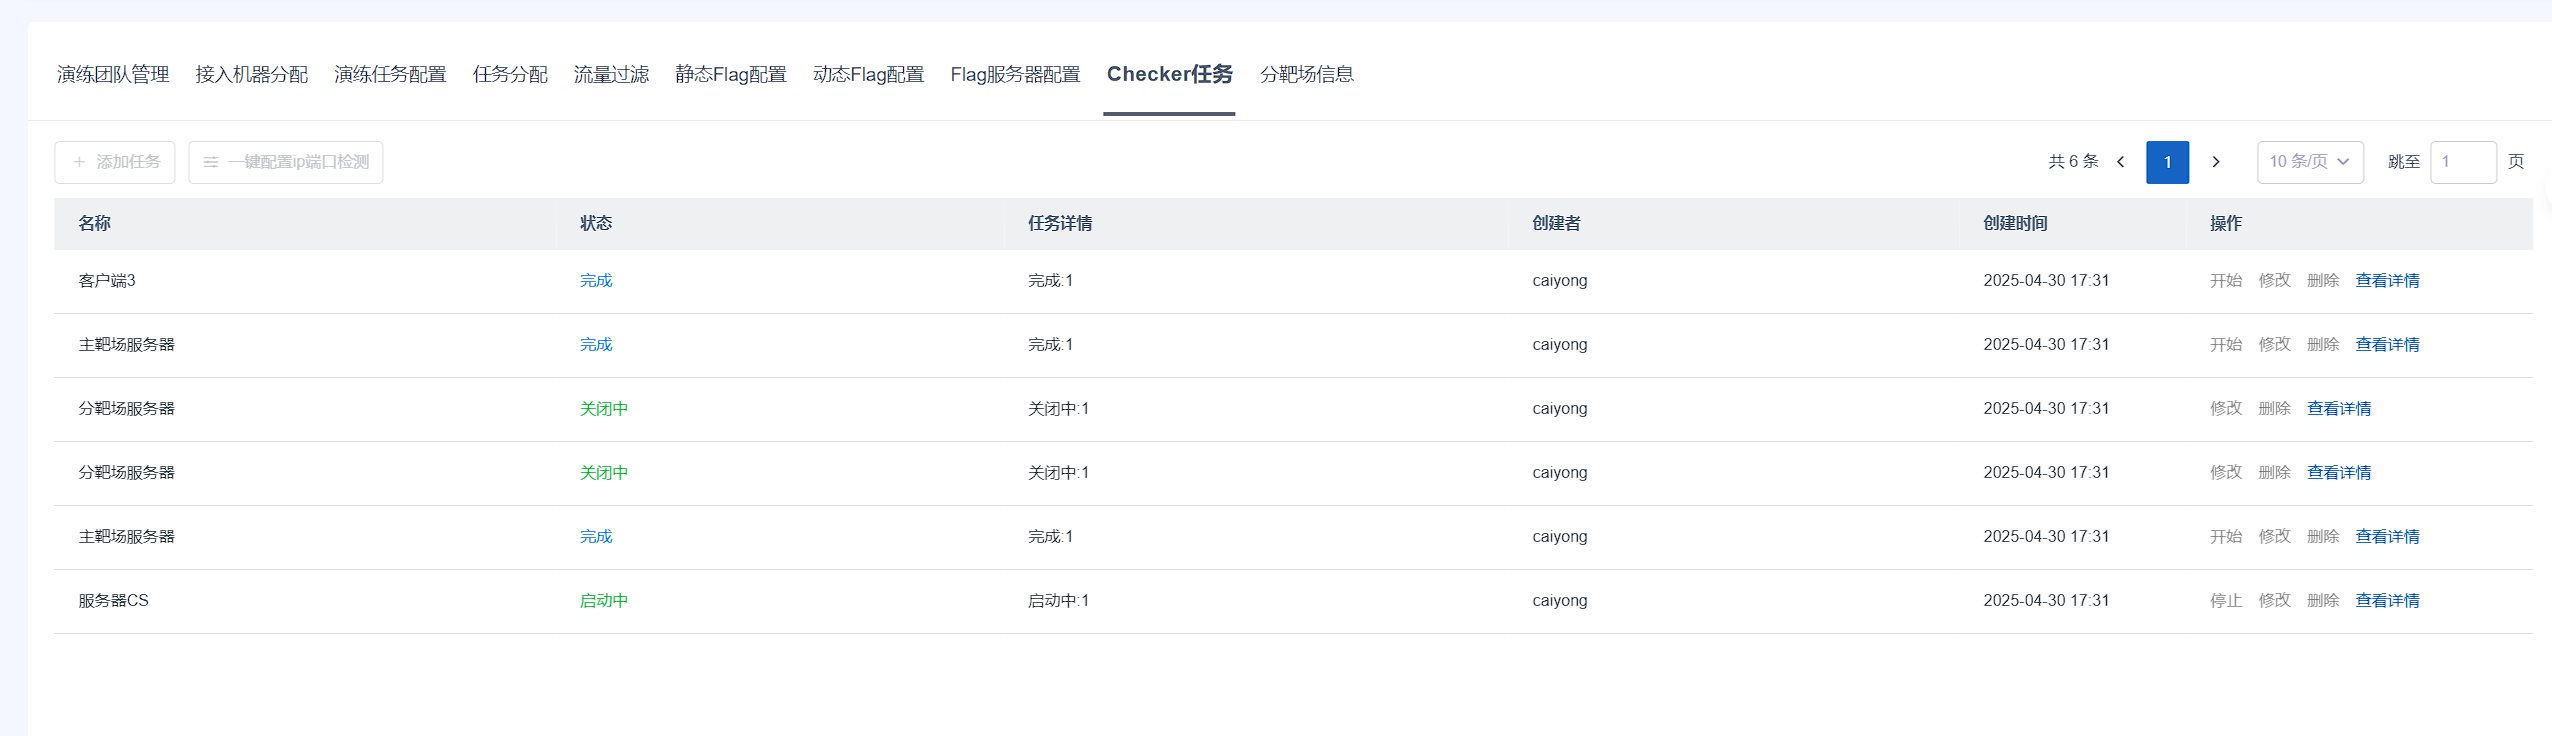 演练团队管理 接入机器分配 演练任务配置 任务分配 流量过滤 静态Flag配置 动态Flag配置 Flag服务器配置 Checker任务 分靶场信息
+ 添加任务 一键配置ip端口检测 共 6 条 < 1 > 10 条/页 跳至 1 页
名称 状态 任务详情 创建者 创建时间 操作
客户端3 完成 完成:1 caiyong 2025-04-30 17:31 开始 修改 删除 查看详情
主靶场服务器 完成 完成:1 caiyong 2025-04-30 17:31 开始 修改 删除 查看详情
分靶场服务器 关闭中 关闭中:1 caiyong 2025-04-30 17:31 修改 删除 查看详情
分靶场服务器 关闭中 关闭中:1 caiyong 2025-04-30 17:31 修改 删除 查看详情
主靶场服务器 完成 完成:1 caiyong 2025-04-30 17:31 开始 修改 删除 查看详情
服务器CS 启动中 启动中:1 caiyong 2025-04-30 17:31 停止 修改 删除 查看详情